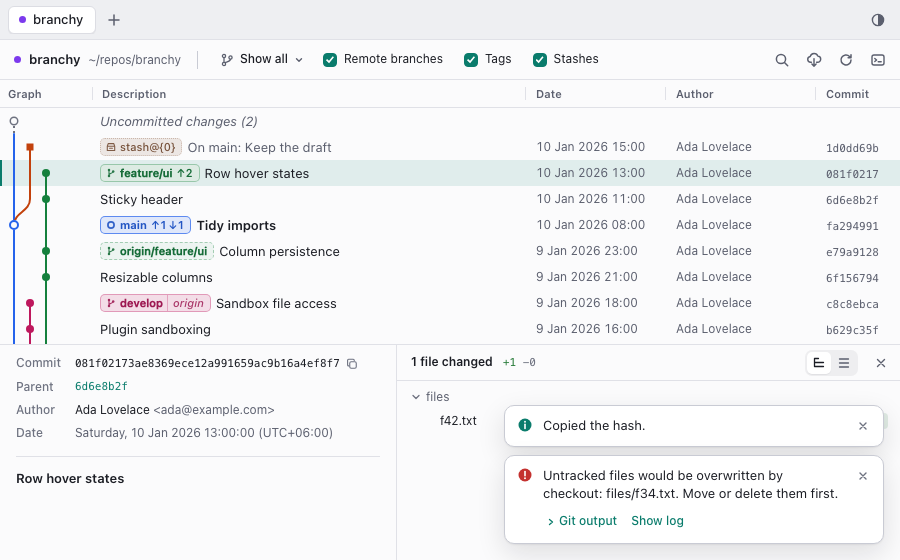 branchy
branchy ~/repos/branchy Show all Remote branches Tags Stashes
Graph Description Date Author Commit
Uncommitted changes (2)
stash@{0} On main: Keep the draft 10 Jan 2026 15:00 Ada Lovelace 1d0dd69b
feature/ui ↑2 Row hover states 10 Jan 2026 13:00 Ada Lovelace 081f0217
Sticky header 10 Jan 2026 11:00 Ada Lovelace 6d6e8b2f
main ↑1↓1 Tidy imports 10 Jan 2026 08:00 Ada Lovelace fa294991
origin/feature/ui Column persistence 9 Jan 2026 23:00 Ada Lovelace e79a9128
Resizable columns 9 Jan 2026 21:00 Ada Lovelace 6f156794
develop origin Sandbox file access 9 Jan 2026 18:00 Ada Lovelace c8c8ebca
Plugin sandboxing 9 Jan 2026 16:00 Ada Lovelace b629c35f
Commit 081f02173ae8369ece12a991659ac9b16a4ef8f7
Parent 6d6e8b2f
Author Ada Lovelace <ada@example.com>
Date Saturday, 10 Jan 2026 13:00:00 (UTC+06:00)
Row hover states
1 file changed +1 −0
files
f42.txt
Copied the hash.
Untracked files would be overwritten by
checkout: files/f34.txt. Move or delete them first.
Git output Show log